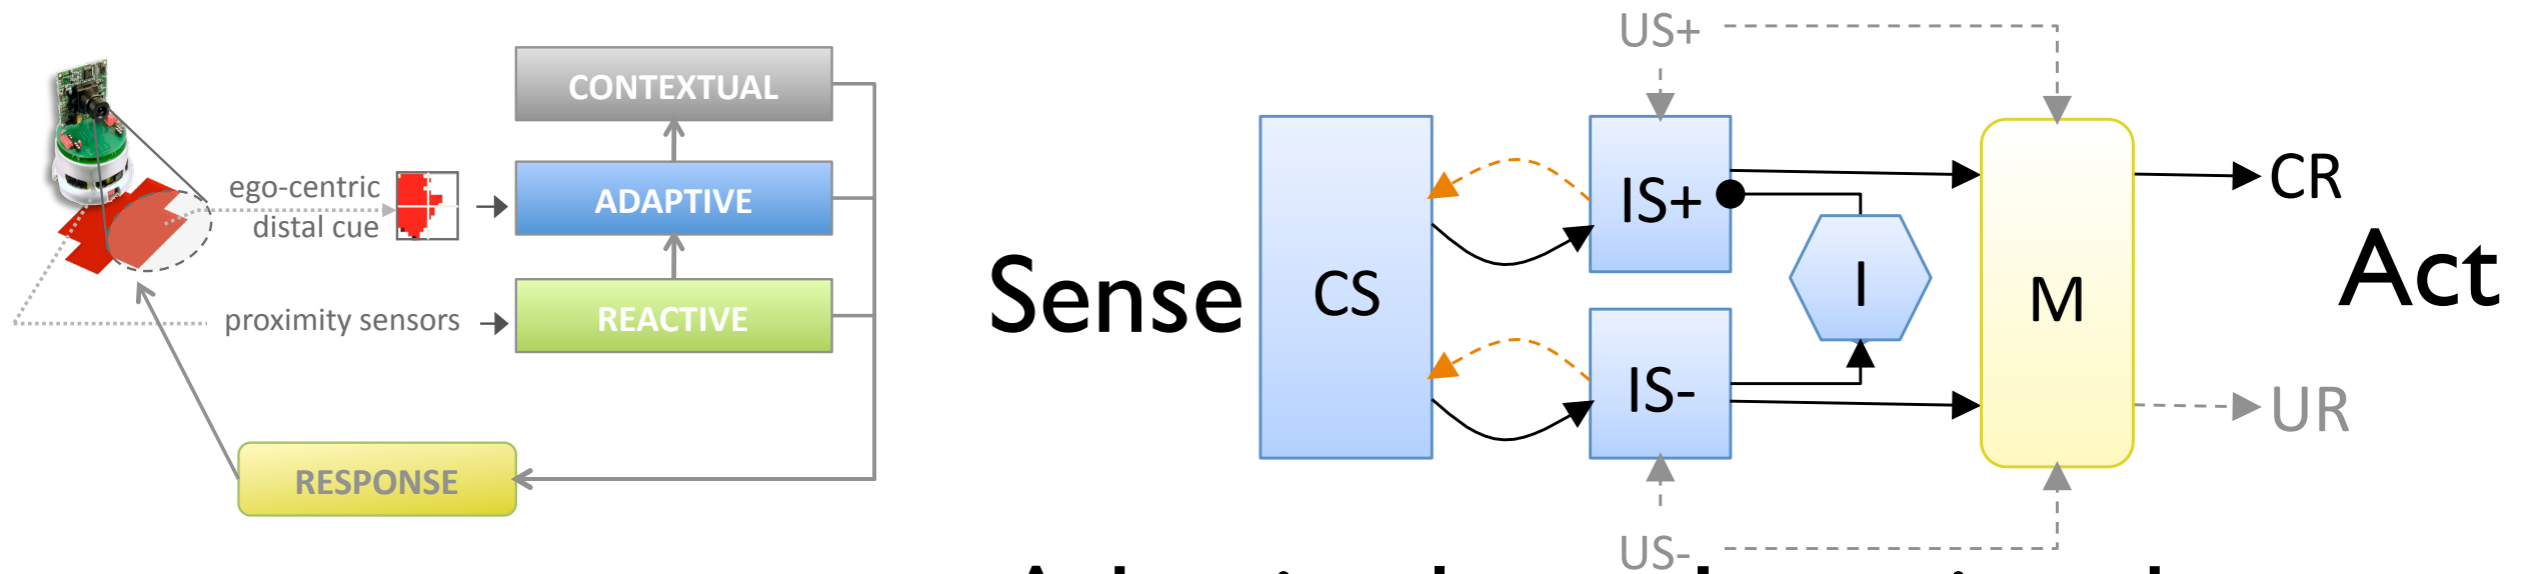 CONTEXTUAL
ego-centric
distal cue
ADAPTIVE
proximity sensors
REACTIVE
RESPONSE
US+
Sense
CS
IS+
IS-
I
M
CR
Act
UR
US-